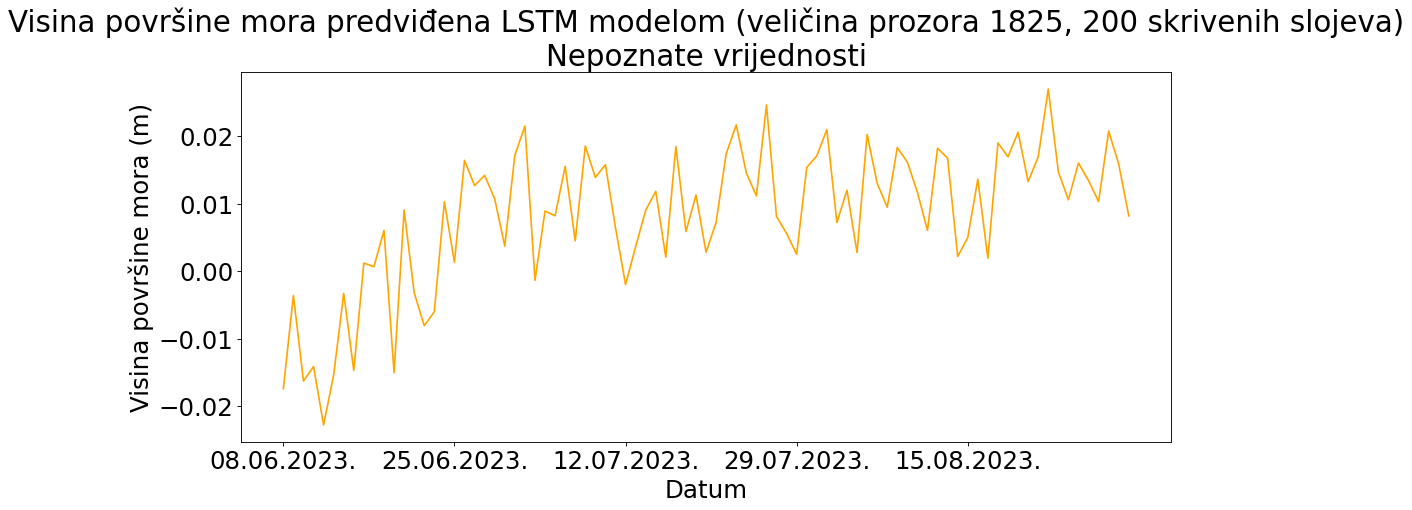 Visina površine mora predviđena LSTM modelom (veličina prozora 1825, 200 skrivenih slojeva)
Nepoznate vrijednosti
Visina površine mora (m)
0.02
0.01
0.00
−0.01
−0.02
08.06.2023. 25.06.2023. 12.07.2023. 29.07.2023. 15.08.2023.
Datum